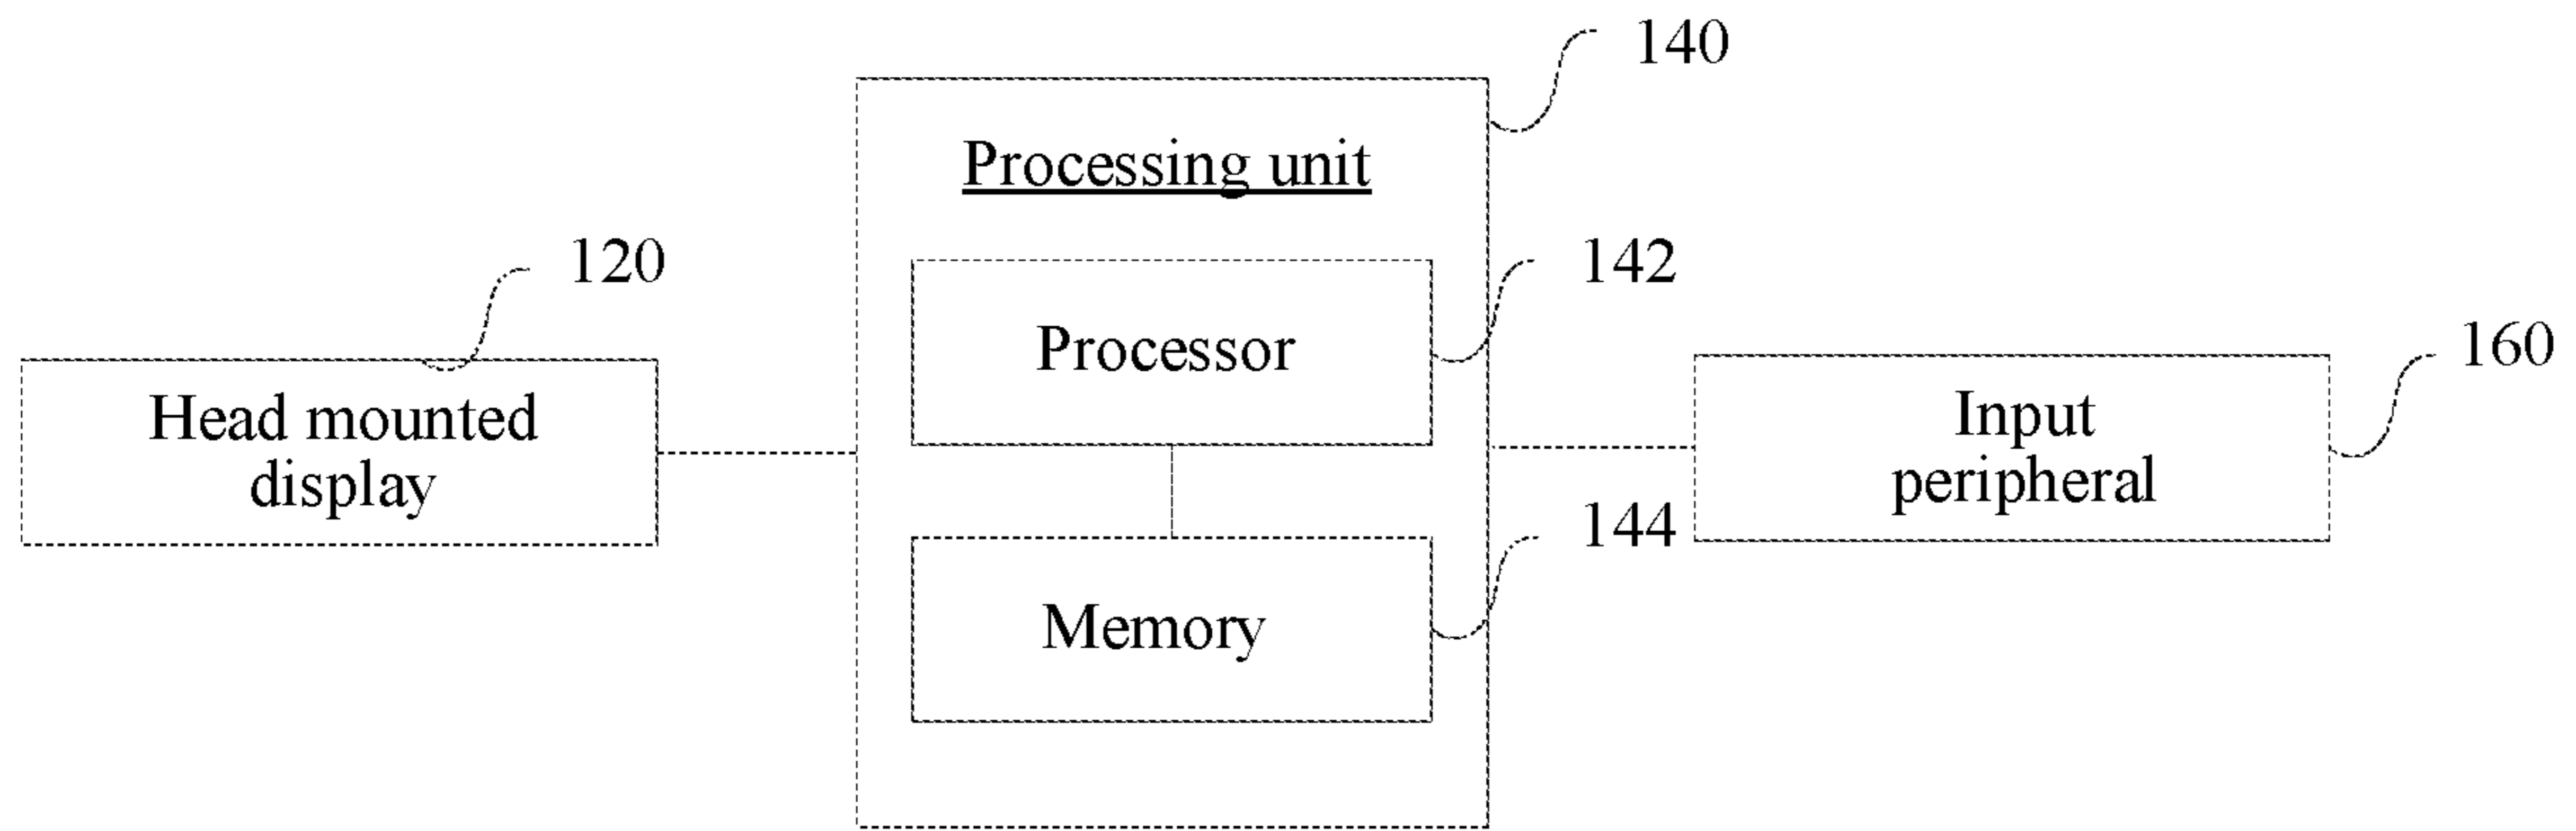 140
Processing unit
120
142
Processor
160
Head mounted
display
Input
peripheral
144
Memory